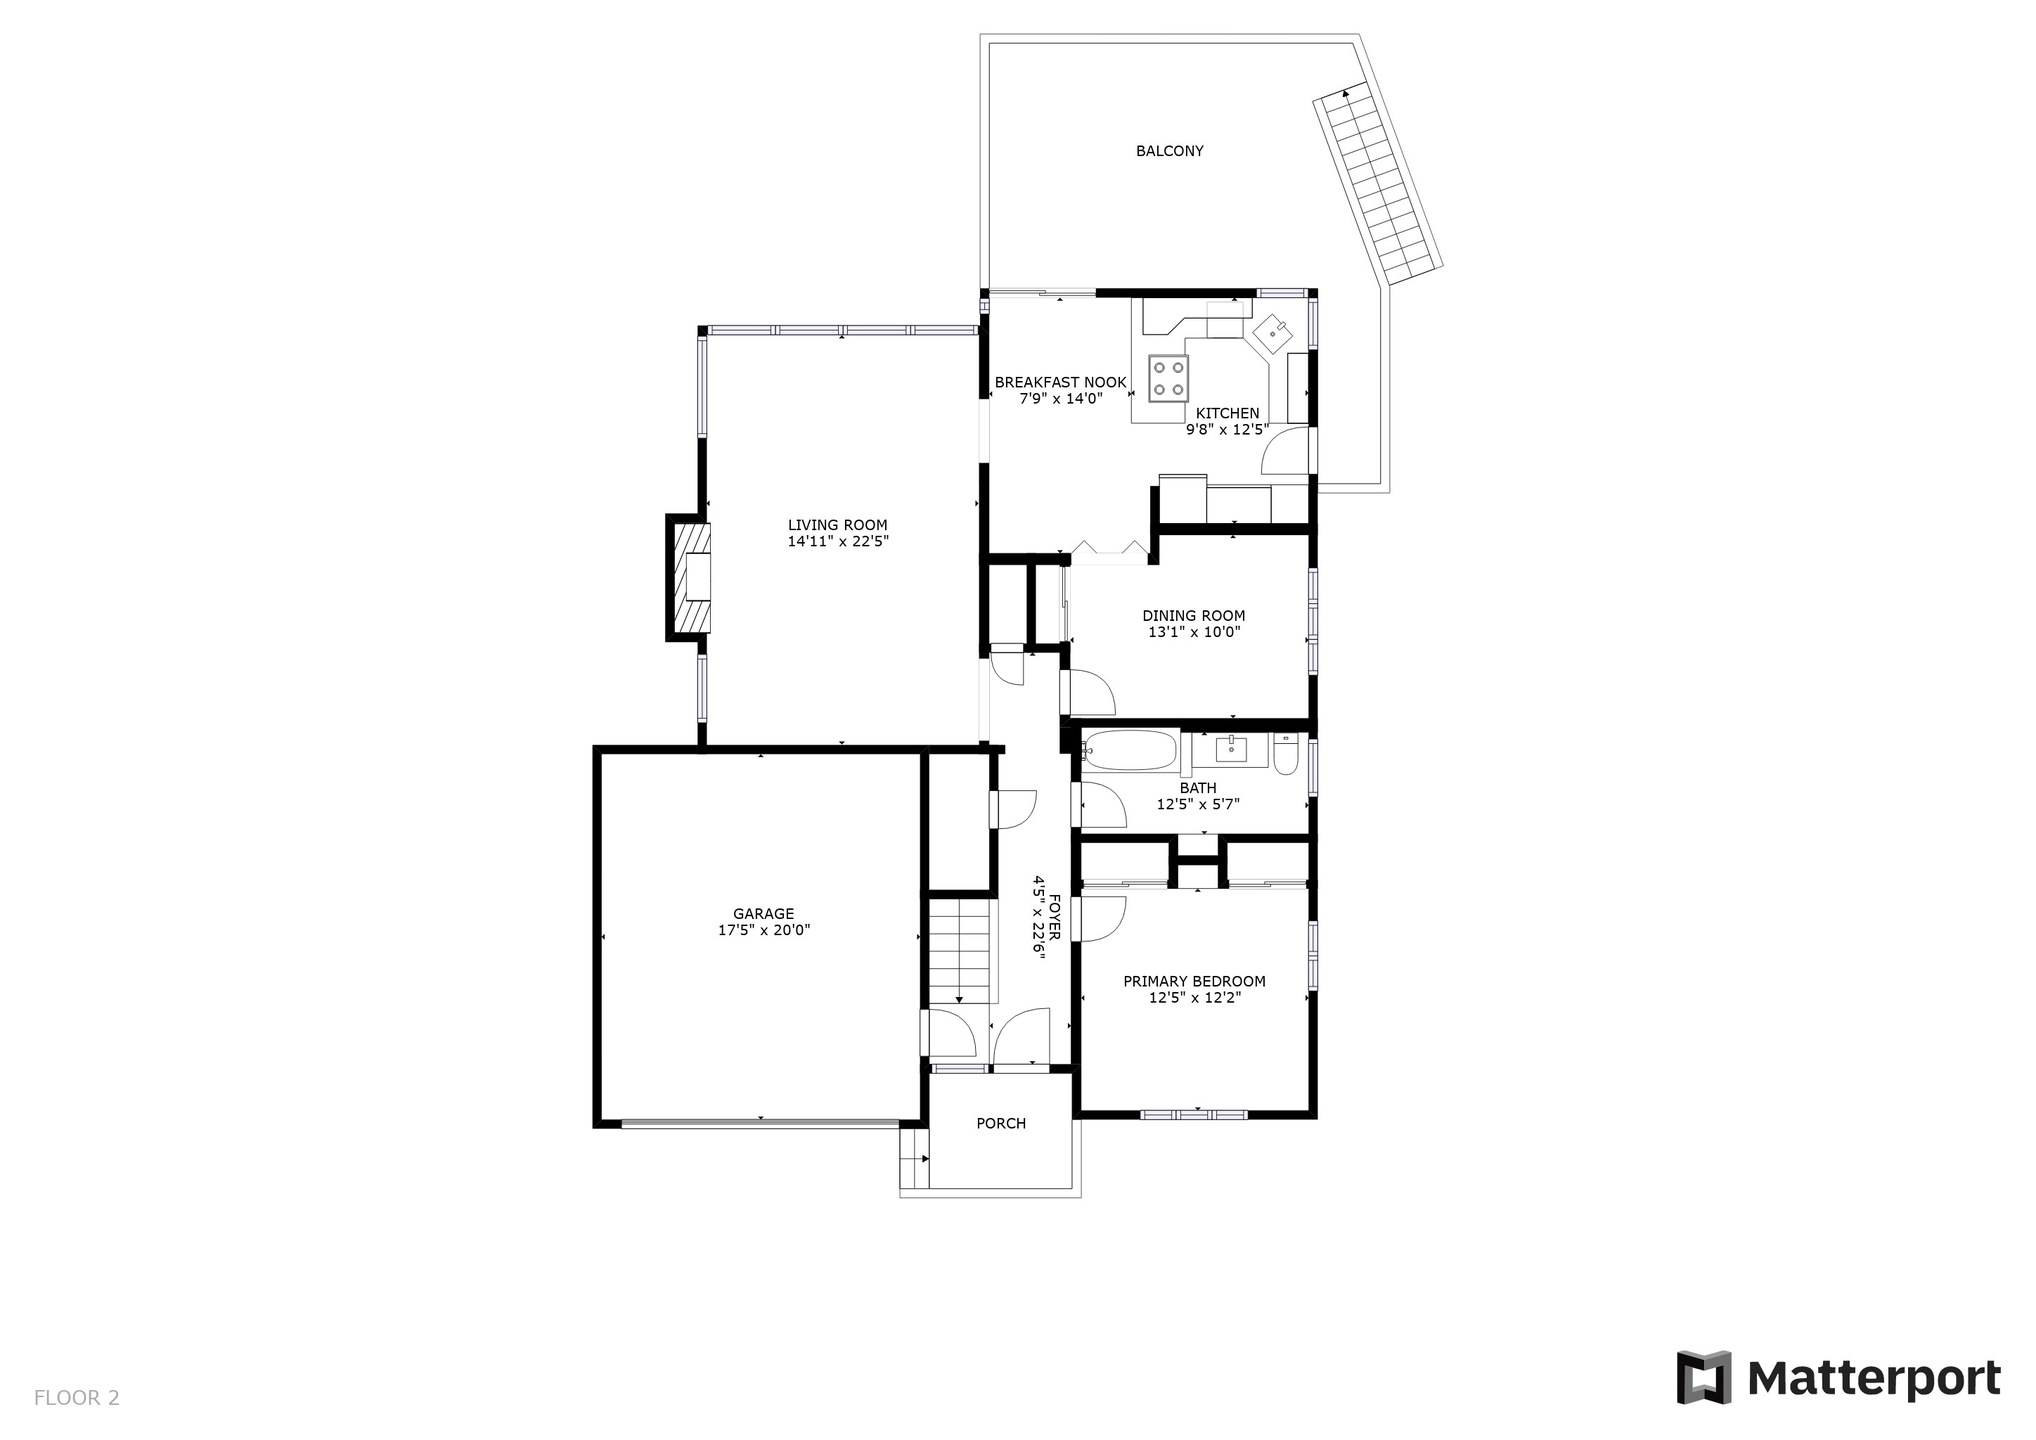 BALCONY
BREAKFAST NOOK
7'9" x 14'0"
KITCHEN
9'8" x 12'5"
LIVING ROOM
14'11" x 22'5"
DINING ROOM
13'1" x 10'0"
BATH
12'5" x 5'7"
GARAGE
17'5" x 20'0"
FOYER
4'5" x 22'6"
PRIMARY BEDROOM
12'5" x 12'2"
PORCH
FLOOR 2
Matterport